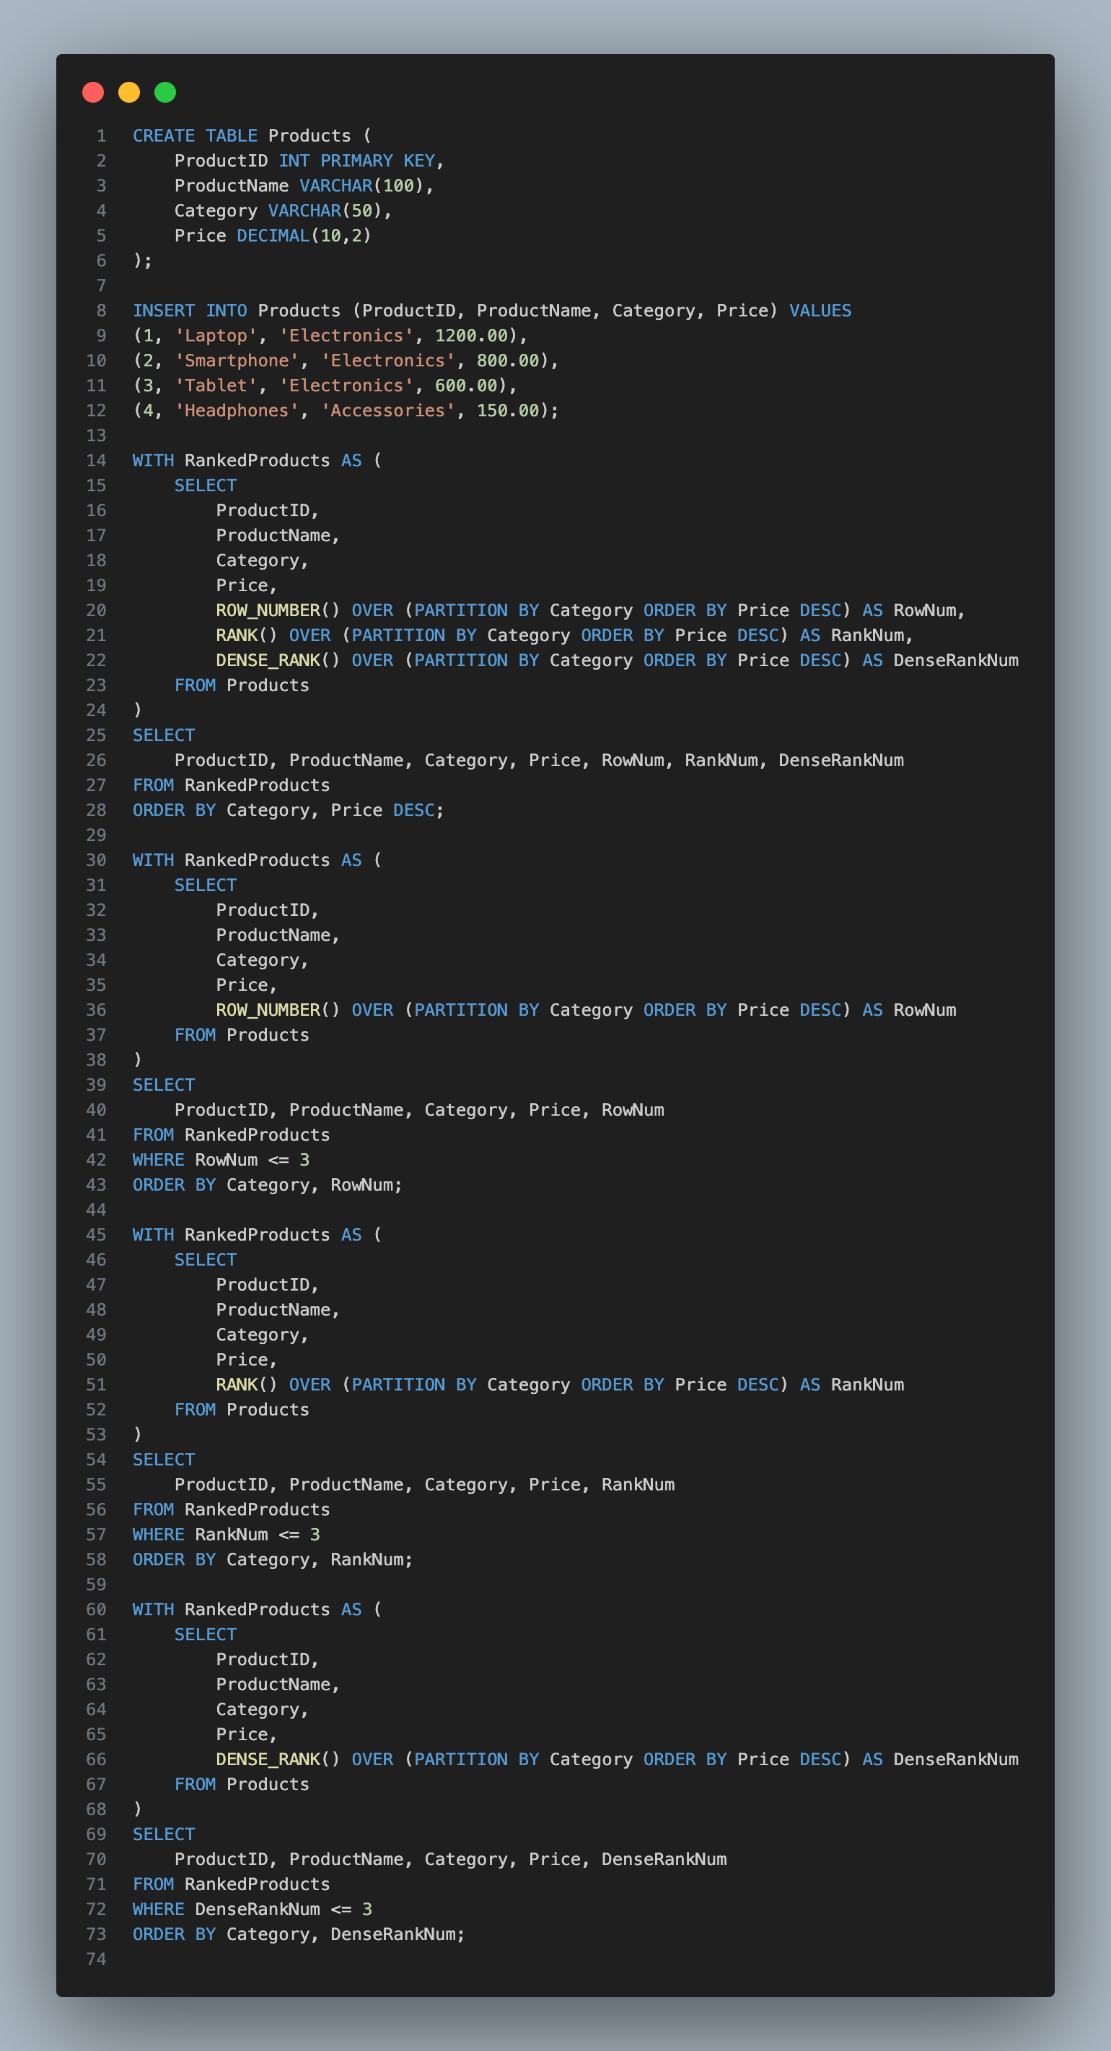 1 CREATE TABLE Products (
2     ProductID INT PRIMARY KEY,
3     ProductName VARCHAR(100),
4     Category VARCHAR(50),
5     Price DECIMAL(10,2)
6 );
7
8 INSERT INTO Products (ProductID, ProductName, Category, Price) VALUES
9 (1, 'Laptop', 'Electronics', 1200.00),
10 (2, 'Smartphone', 'Electronics', 800.00),
11 (3, 'Tablet', 'Electronics', 600.00),
12 (4, 'Headphones', 'Accessories', 150.00);
13
14 WITH RankedProducts AS (
15     SELECT
16         ProductID,
17         ProductName,
18         Category,
19         Price,
20         ROW_NUMBER() OVER (PARTITION BY Category ORDER BY Price DESC) AS RowNum,
21         RANK() OVER (PARTITION BY Category ORDER BY Price DESC) AS RankNum,
22         DENSE_RANK() OVER (PARTITION BY Category ORDER BY Price DESC) AS DenseRankNum
23     FROM Products
24 )
25 SELECT
26     ProductID, ProductName, Category, Price, RowNum, RankNum, DenseRankNum
27 FROM RankedProducts
28 ORDER BY Category, Price DESC;
29
30 WITH RankedProducts AS (
31     SELECT
32         ProductID,
33         ProductName,
34         Category,
35         Price,
36         ROW_NUMBER() OVER (PARTITION BY Category ORDER BY Price DESC) AS RowNum
37     FROM Products
38 )
39 SELECT
40     ProductID, ProductName, Category, Price, RowNum
41 FROM RankedProducts
42 WHERE RowNum <= 3
43 ORDER BY Category, RowNum;
44
45 WITH RankedProducts AS (
46     SELECT
47         ProductID,
48         ProductName,
49         Category,
50         Price,
51         RANK() OVER (PARTITION BY Category ORDER BY Price DESC) AS RankNum
52     FROM Products
53 )
54 SELECT
55     ProductID, ProductName, Category, Price, RankNum
56 FROM RankedProducts
57 WHERE RankNum <= 3
58 ORDER BY Category, RankNum;
59
60 WITH RankedProducts AS (
61     SELECT
62         ProductID,
63         ProductName,
64         Category,
65         Price,
66         DENSE_RANK() OVER (PARTITION BY Category ORDER BY Price DESC) AS DenseRankNum
67     FROM Products
68 )
69 SELECT
70     ProductID, ProductName, Category, Price, DenseRankNum
71 FROM RankedProducts
72 WHERE DenseRankNum <= 3
73 ORDER BY Category, DenseRankNum;
74